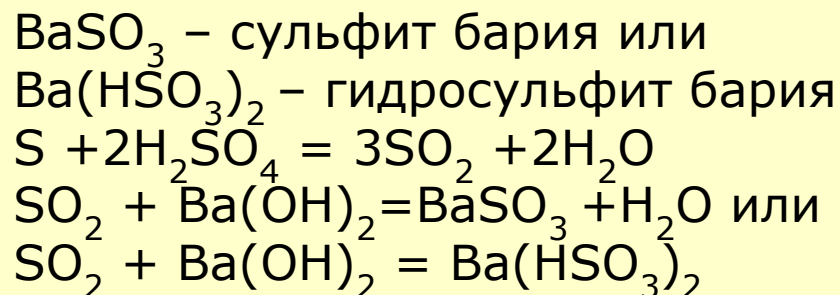 BaSO₃ – сульфит бария или
Ba(HSO₃)₂ – гидросульфит бария
S +2H₂SO₄ = 3SO₂ +2H₂O
SO₂ + Ba(OH)₂=BaSO₃ +H₂O или
SO₂ + Ba(OH)₂ = Ba(HSO₃)₂